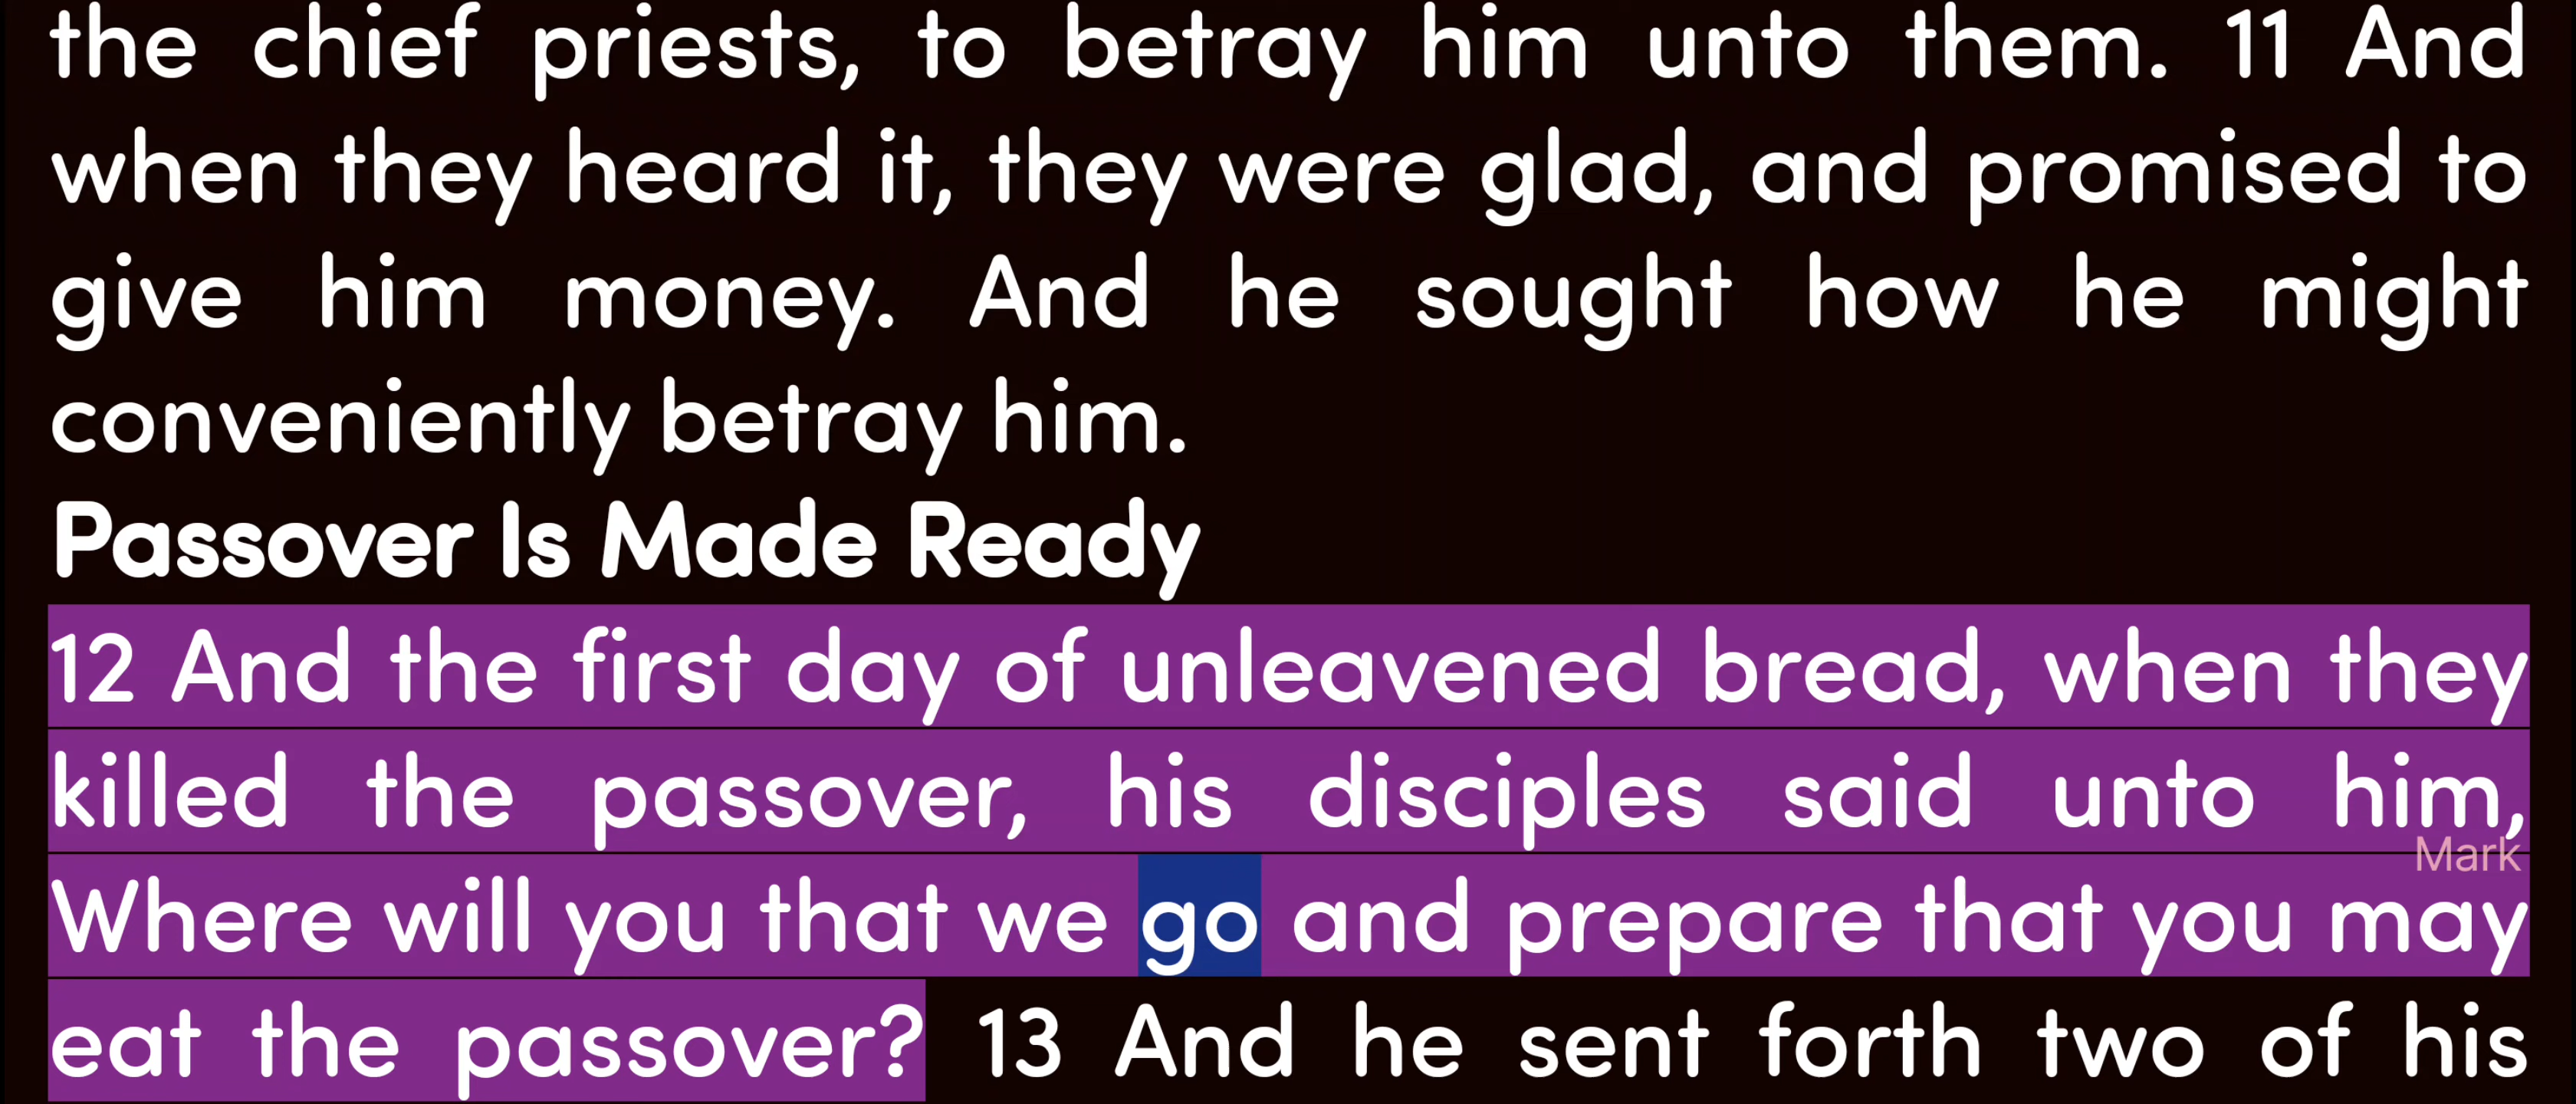 the chief priests, to betray him unto them. 11 And
when they heard it, they were glad, and promised to
give him money. And he sought how he might
conveniently betray him.
Passover Is Made Ready
12 And the first day of unleavened bread, when they
killed the passover, his disciples said unto him,
Mark
Where will you that we go and prepare that you may
eat the passover? 13 And he sent forth two of his